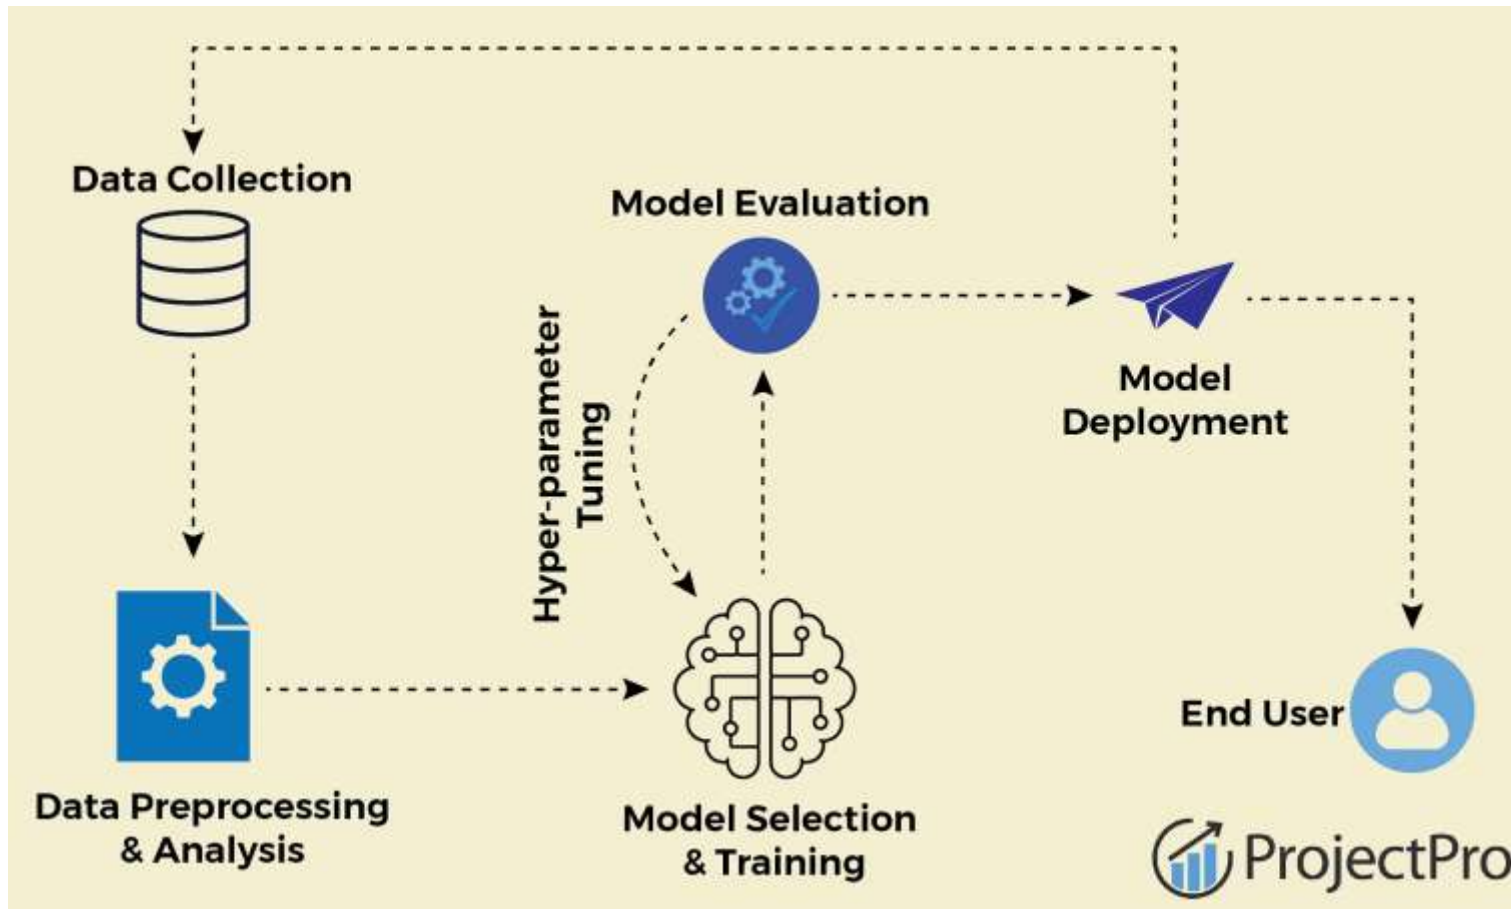 Data Collection
Model Evaluation
Hyper-parameter
Tuning
Model
Deployment
End User
Data Preprocessing
& Analysis
Model Selection
& Training
ProjectPro